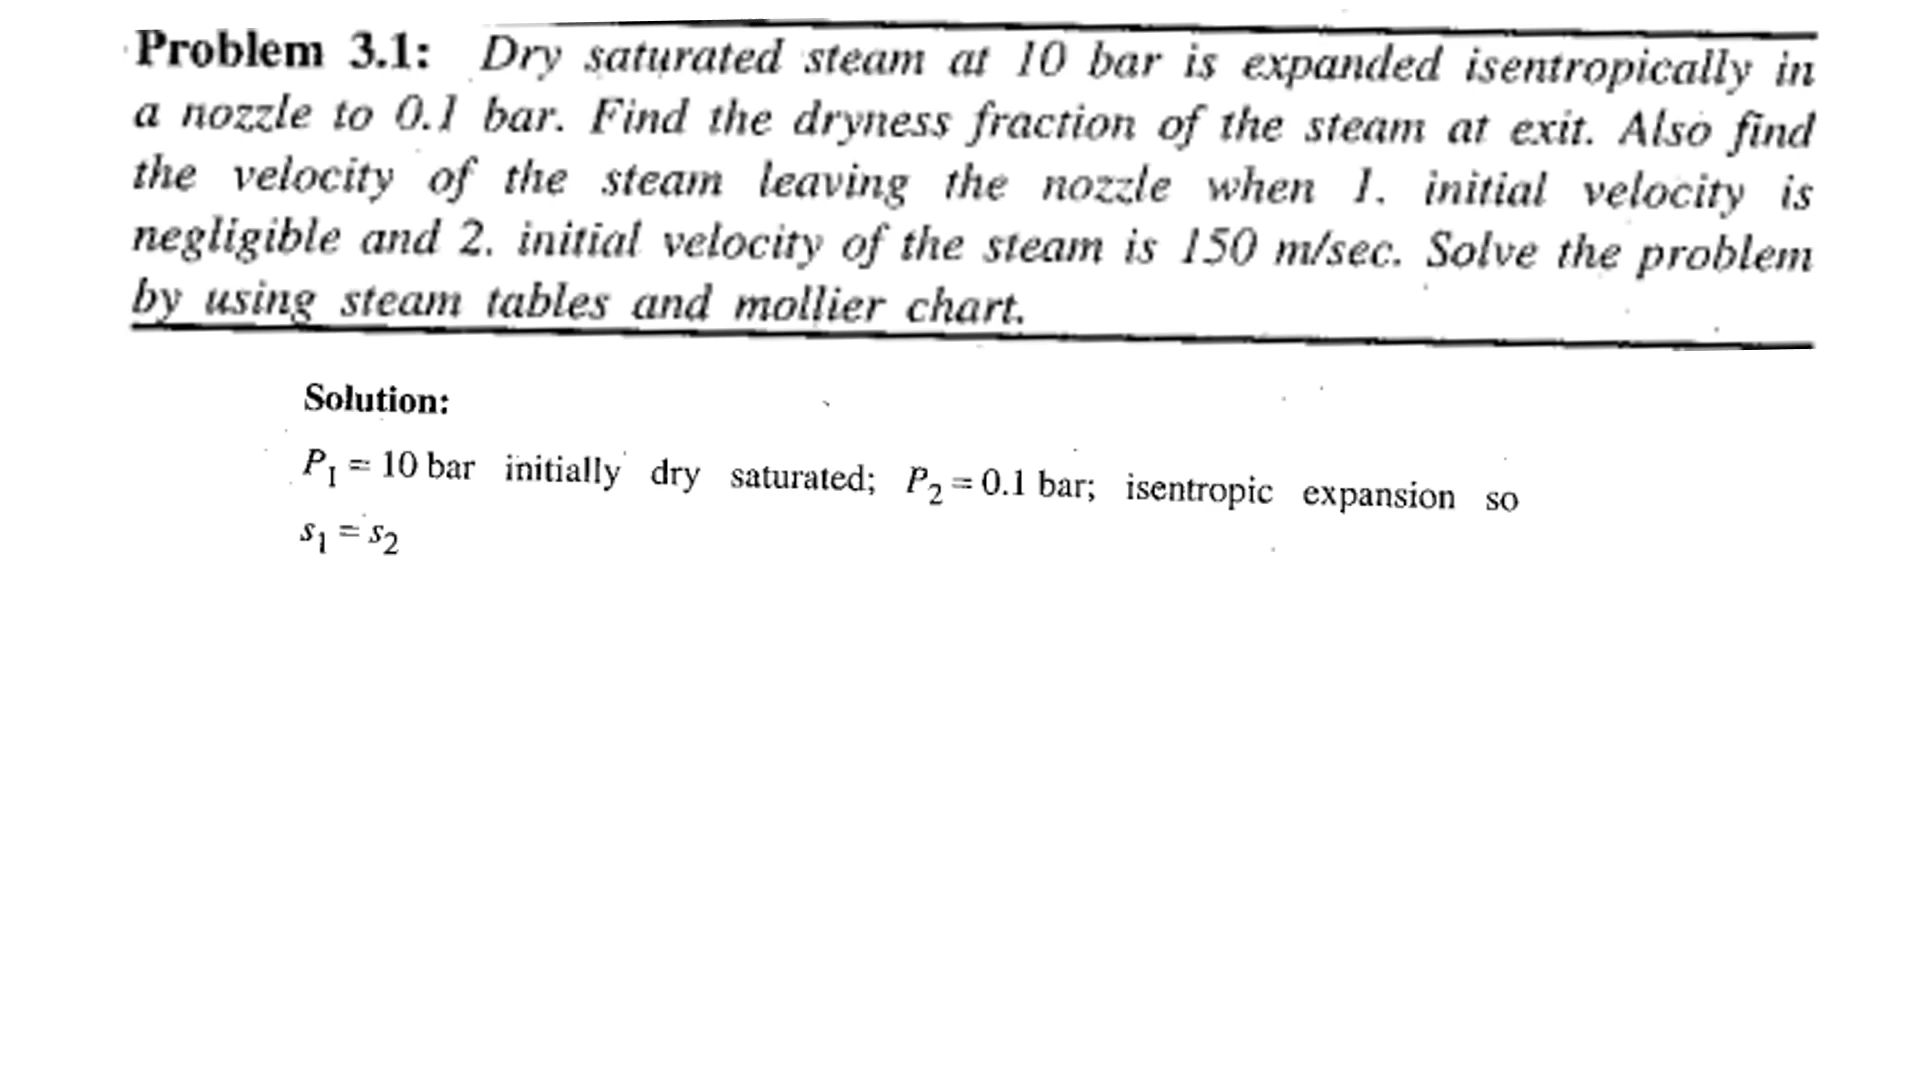 Problem 3.1: Dry saturated steam at 10 bar is expanded isentropically in
a nozzle to 0.1 bar. Find the dryness fraction of the steam at exit. Also find
the velocity of the steam leaving the nozzle when 1. initial velocity is
negligible and 2. initial velocity of the steam is 150 m/sec. Solve the problem
by using steam tables and mollier chart.
Solution:
P₁ = 10 bar initially dry saturated; P₂ = 0.1 bar; isentropic expansion so
s₁ = s₂